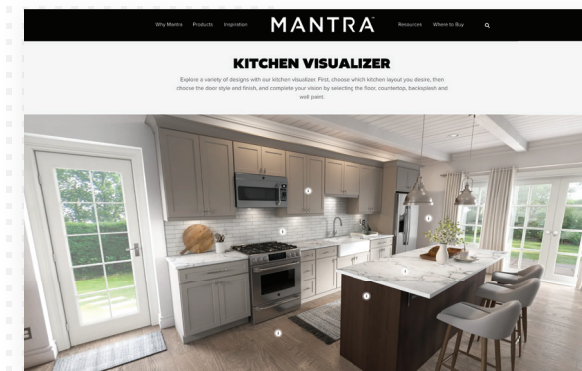 Why Mantra Products Inspiration MANTRA™ Resources Where to Buy
KITCHEN VISUALIZER
Explore a variety of designs with our kitchen visualizer. First, choose which kitchen layout you desire, then
choose the door style and finish, and complete your vision by selecting the floor, countertop, backsplash and
wall paint.